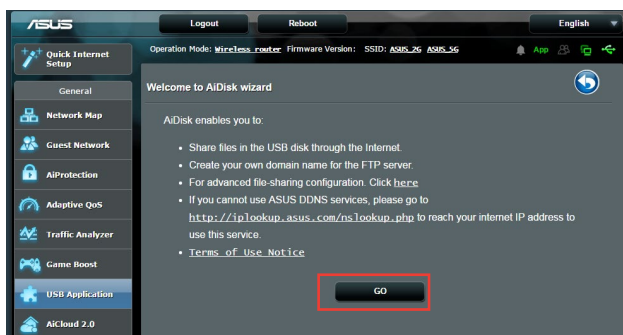 ASUS
Logout
Reboot
English
Quick Internet
Setup
Operation Mode: Wireless router Firmware Version: SSID: ASUS_2G ASUS_5G
App
General
Network Map
Guest Network
AiProtection
Adaptive QoS
Traffic Analyzer
Game Boost
USB Application
AiCloud 2.0
Welcome to AiDisk wizard
AiDisk enables you to:
• Share files in the USB disk through the Internet.
• Create your own domain name for the FTP server.
• For advanced file-sharing configuration. Click here
• If you cannot use ASUS DDNS services, please go to
http://iplookup.asus.com/nslookup.php to reach your internet IP address to
use this service.
• Terms of Use Notice
GO